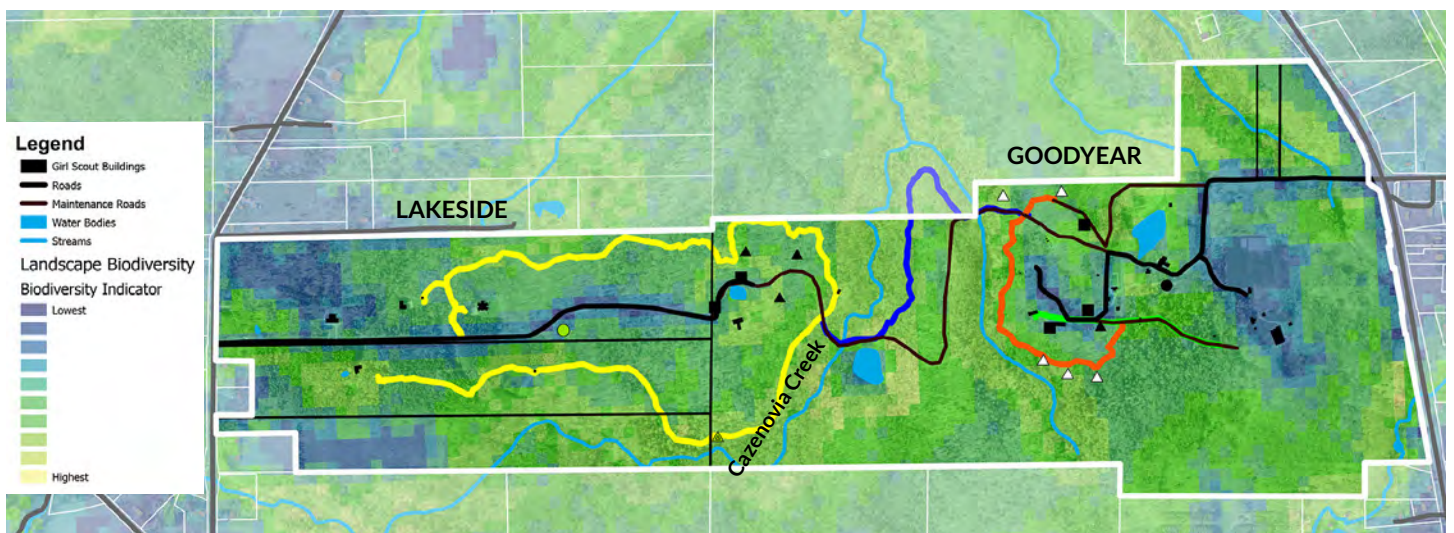 GOODYEAR
LAKESIDE
Cazenovia Creek
Legend
Girl Scout Buildings
Roads
Maintenance Roads
Water Bodies
Streams
Landscape Biodiversity
Biodiversity Indicator
Lowest
Highest